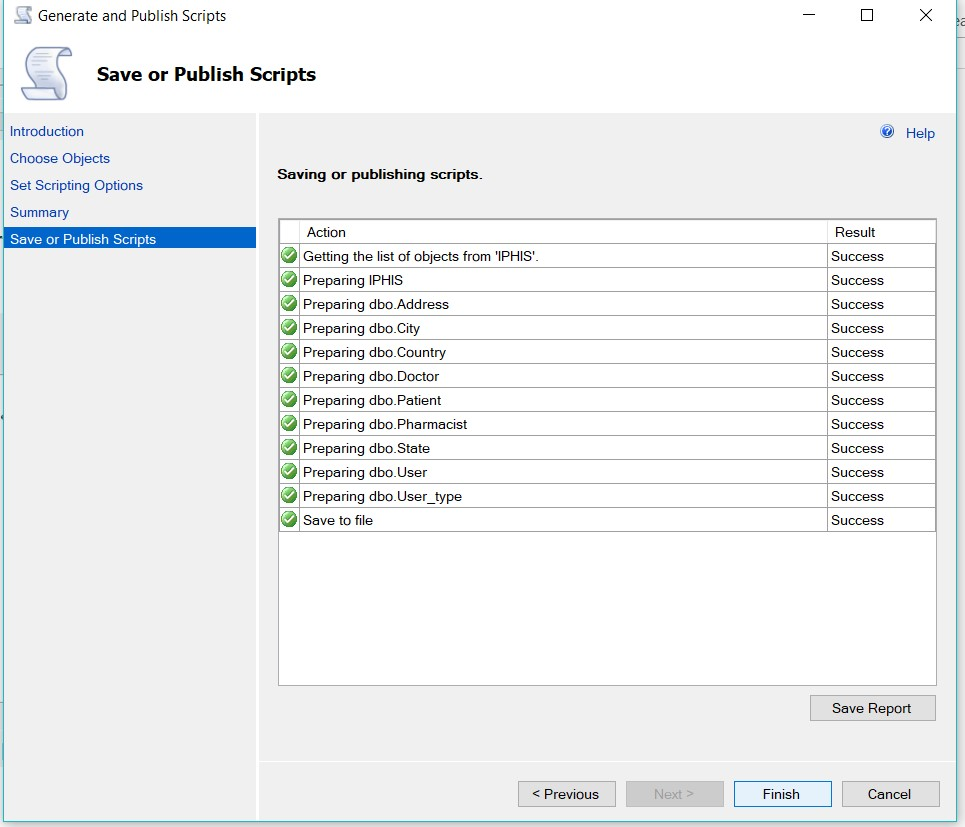 Generate and Publish Scripts
Save or Publish Scripts
Introduction
Choose Objects
Set Scripting Options
Summary
Save or Publish Scripts
Help
Saving or publishing scripts.
Action Result
Getting the list of objects from 'IPHIS'. Success
Preparing IPHIS Success
Preparing dbo.Address Success
Preparing dbo.City Success
Preparing dbo.Country Success
Preparing dbo.Doctor Success
Preparing dbo.Patient Success
Preparing dbo.Pharmacist Success
Preparing dbo.State Success
Preparing dbo.User Success
Preparing dbo.User_type Success
Save to file Success
Save Report
< Previous Next > Finish Cancel